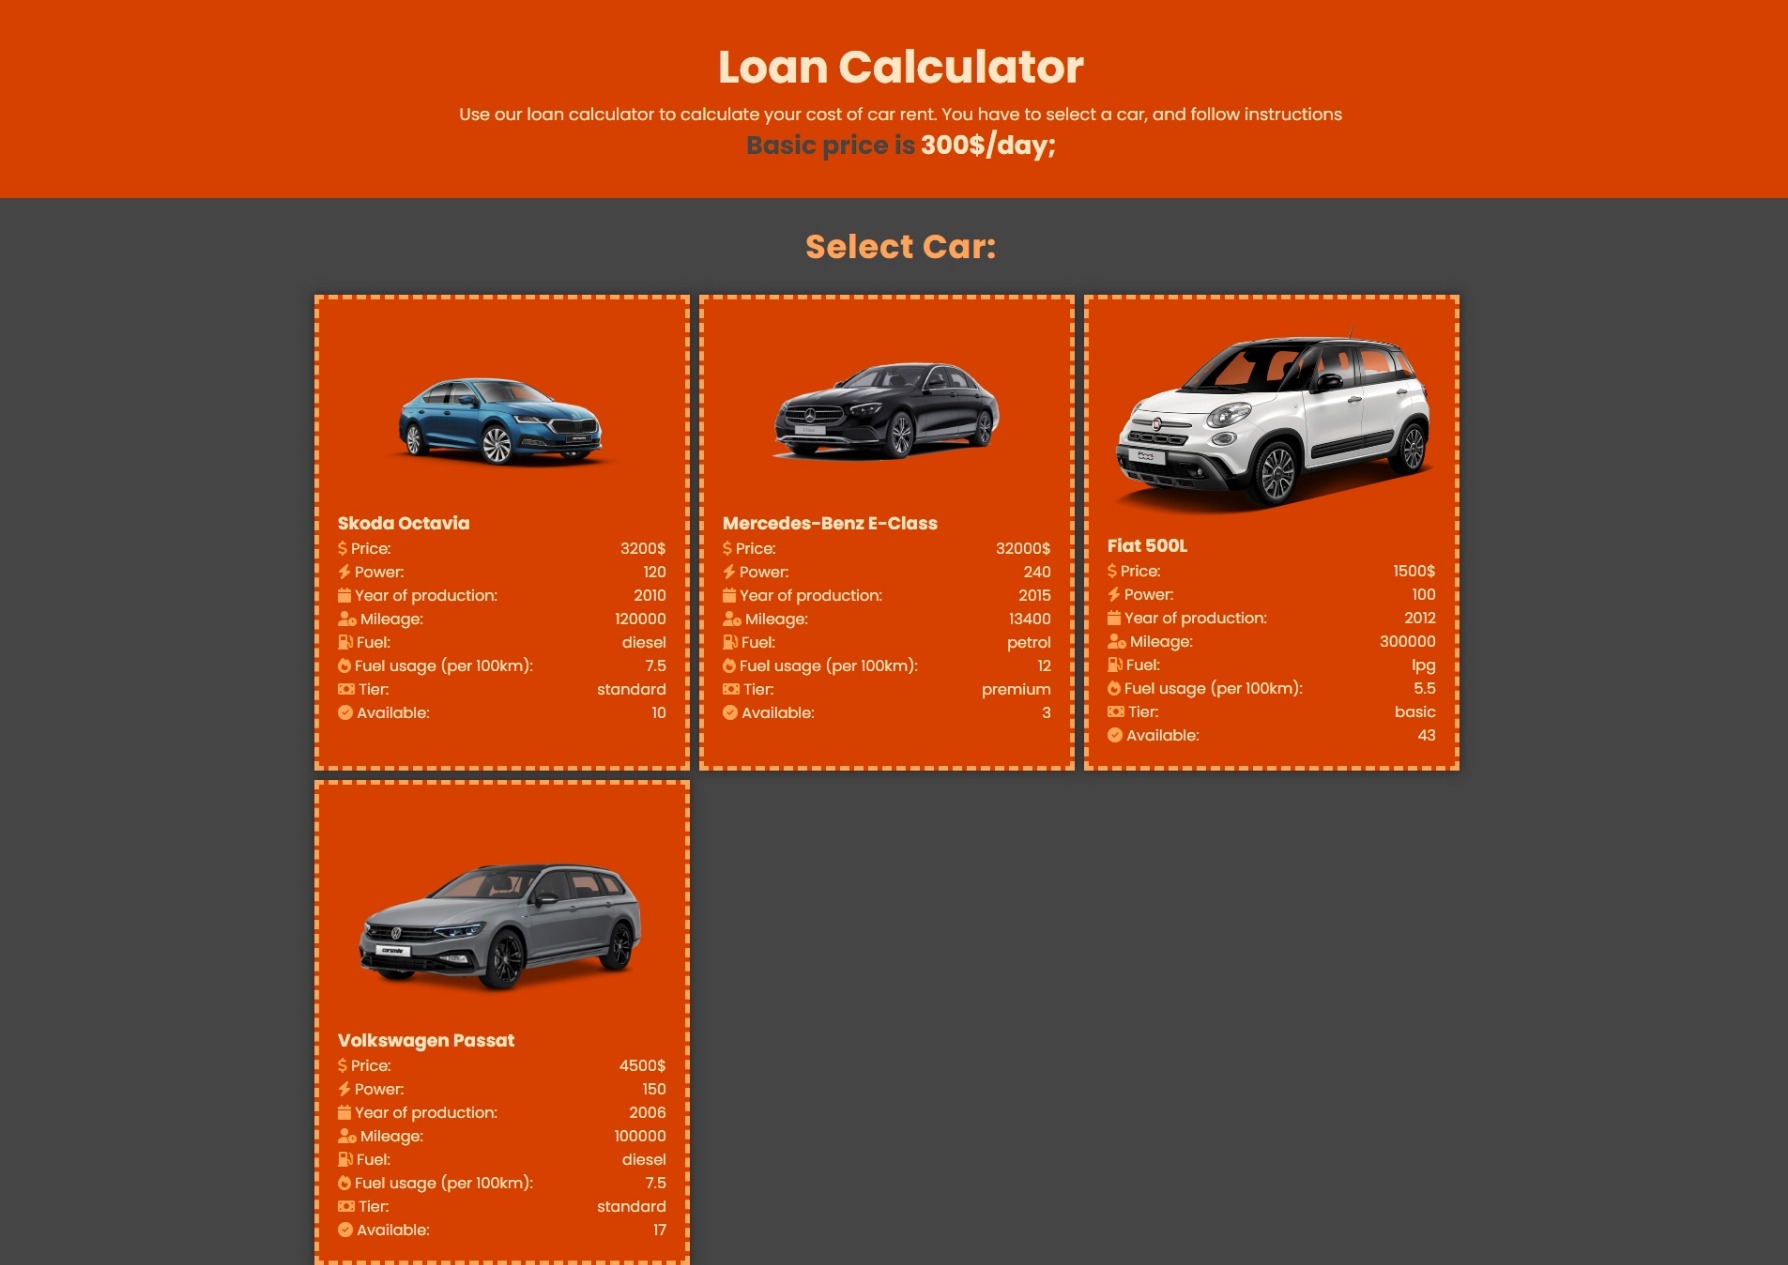 Loan Calculator
Use our loan calculator to calculate your cost of car rent. You have to select a car, and follow instructions
Basic price is 300$/day;
Select Car:
Skoda Octavia
Price: 3200$
Power: 120
Year of production: 2010
Mileage: 120000
Fuel: diesel
Fuel usage (per 100km): 7.5
Tier: standard
Available: 10
Mercedes-Benz E-Class
Price: 32000$
Power: 240
Year of production: 2015
Mileage: 13400
Fuel: petrol
Fuel usage (per 100km): 12
Tier: premium
Available: 3
Fiat 500L
Price: 1500$
Power: 100
Year of production: 2012
Mileage: 300000
Fuel: lpg
Fuel usage (per 100km): 5.5
Tier: basic
Available: 43
Volkswagen Passat
Price: 4500$
Power: 150
Year of production: 2006
Mileage: 100000
Fuel: diesel
Fuel usage (per 100km): 7.5
Tier: standard
Available: 17